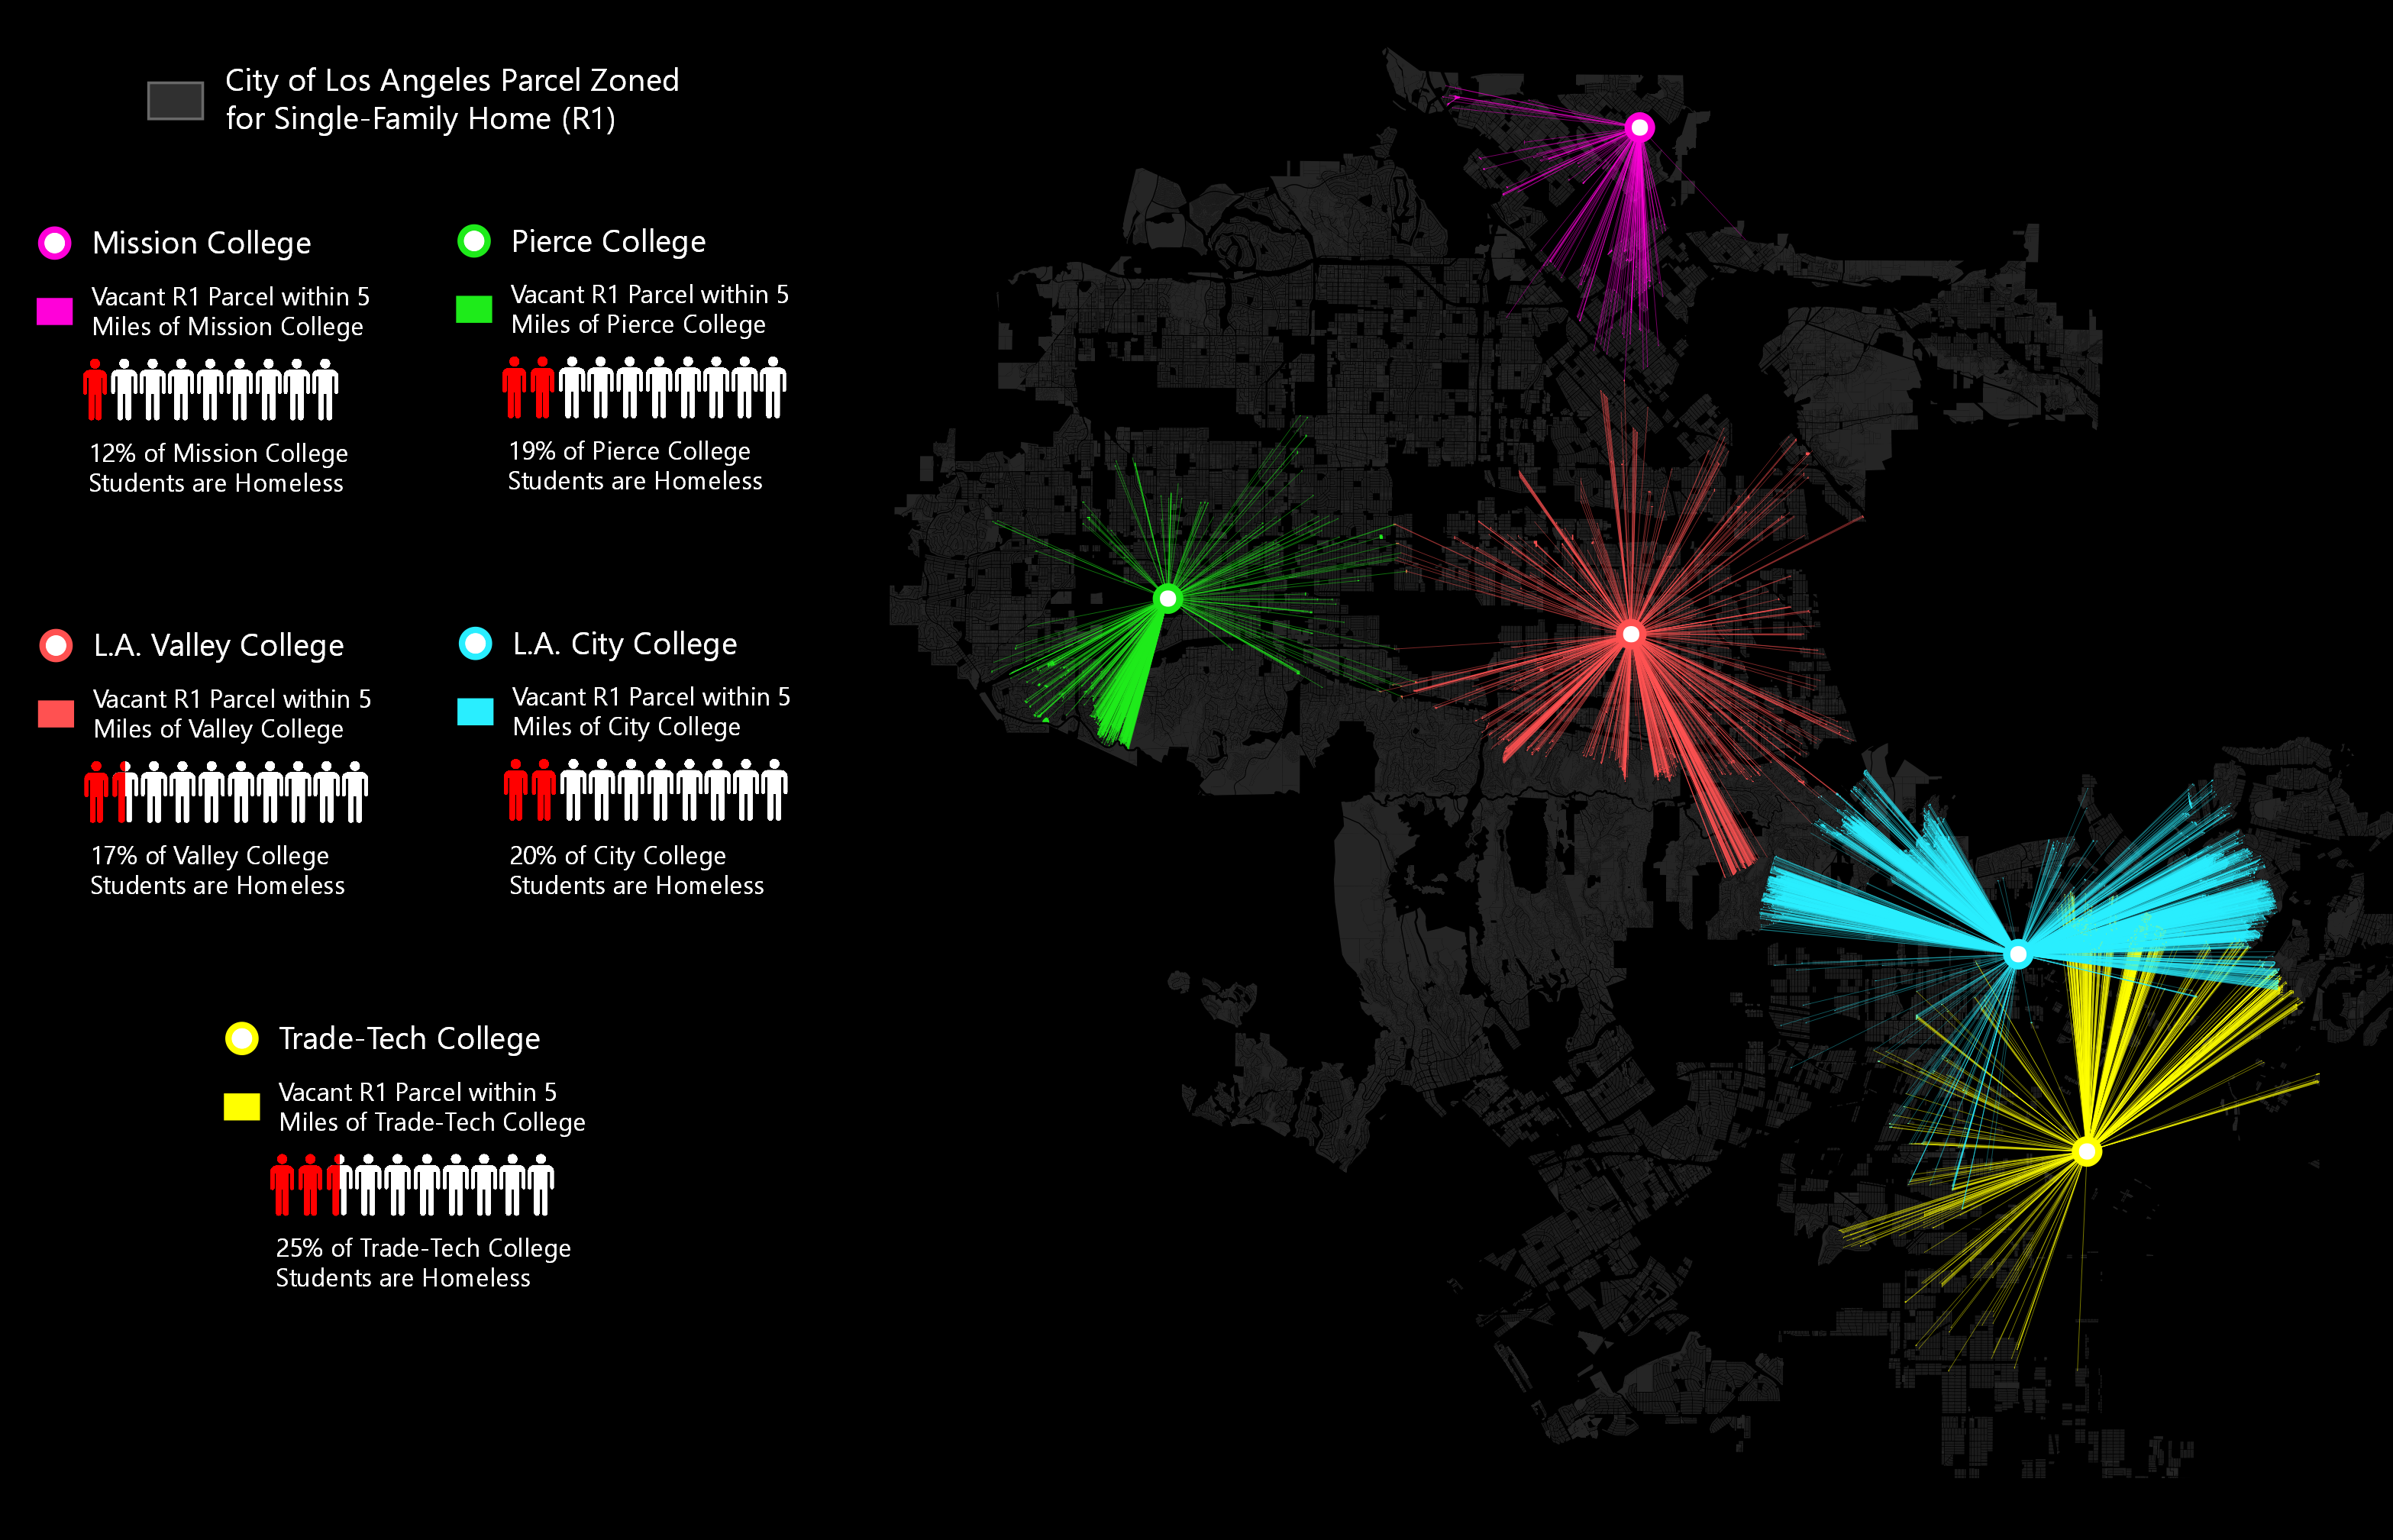 City of Los Angeles Parcel Zoned
for Single-Family Home (R1)
Mission College
Vacant R1 Parcel within 5
Miles of Mission College
12% of Mission College
Students are Homeless
Pierce College
Vacant R1 Parcel within 5
Miles of Pierce College
19% of Pierce College
Students are Homeless
L.A. Valley College
Vacant R1 Parcel within 5
Miles of Valley College
17% of Valley College
Students are Homeless
L.A. City College
Vacant R1 Parcel within 5
Miles of City College
20% of City College
Students are Homeless
Trade-Tech College
Vacant R1 Parcel within 5
Miles of Trade-Tech College
25% of Trade-Tech College
Students are Homeless